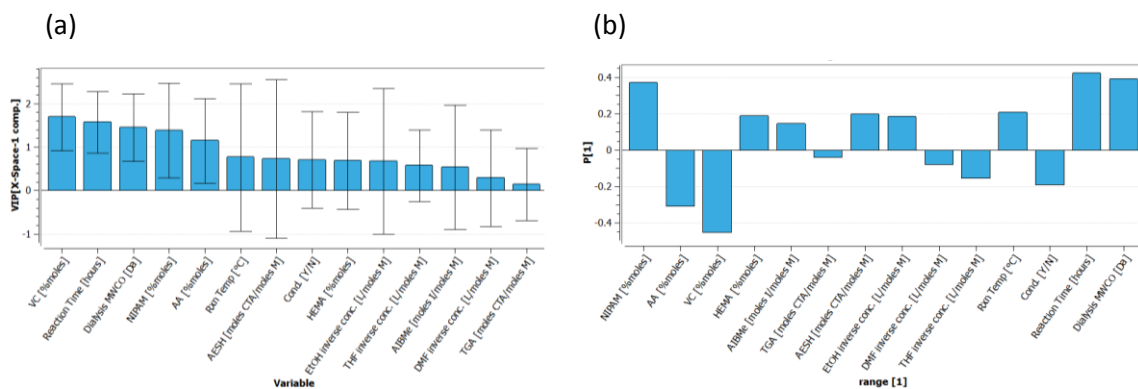 (a)
(b)
VIP[X-Space-1 comp.]
2
1
0
-1
VC [%moles]
Reaction Time [hours]
Dialysis MWCO [Da]
NIPAM [%moles]
AA [%moles]
Rxn Temp [ºC]
AESH [moles CTA/moles M]
Cond. [Y/N]
HEMA [%moles]
EtOH inverse conc. [L/moles M]
THF inverse conc. [L/moles M]
AIBMe [moles I/moles M]
DMF inverse conc. [L/moles M]
TGA [moles CTA/moles M]
Variable
P[1]
0.4
0.2
0
-0.2
-0.4
NIPAM [%moles]
AA [%moles]
VC [%moles]
HEMA [%moles]
AIBMe [moles I/moles M]
TGA [moles CTA/moles M]
AESH [moles CTA/moles M]
EtOH inverse conc. [L/moles M]
DMF inverse conc. [L/moles M]
THF inverse conc. [L/moles M]
Rxn Temp [ºC]
Cond. [Y/N]
Reaction Time [hours]
Dialysis MWCO [Da]
range [1]